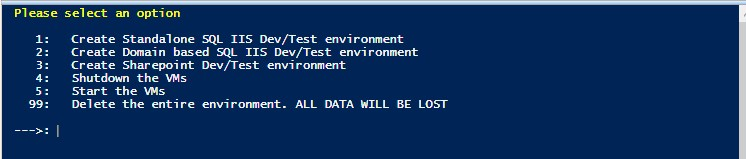 Please select an option
1: Create Standalone SQL IIS Dev/Test environment
2: Create Domain based SQL IIS Dev/Test environment
3: Create Sharepoint Dev/Test environment
4: Shutdown the VMs
5: Start the VMs
99: Delete the entire environment. ALL DATA WILL BE LOST
--->: